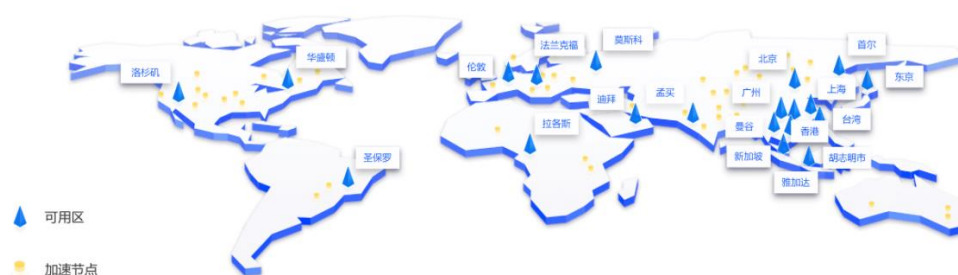 莫斯科
法兰克福
首尔
华盛顿
北京
伦敦
洛杉矶
东京
迪拜
孟买
广州
上海
台湾
拉各斯
曼谷
香港
圣保罗
新加坡
胡志明市
雅加达
可用区
加速节点